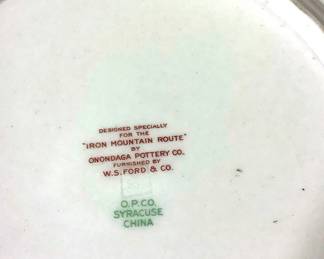 DESIGNED SPECIALLY
FOR THE
"IRON MOUNTAIN ROUTE"
BY
ONONDAGA POTTERY CO.
FURNISHED BY
W.S. FORD & CO.
O.P.CO.
SYRACUSE
CHINA